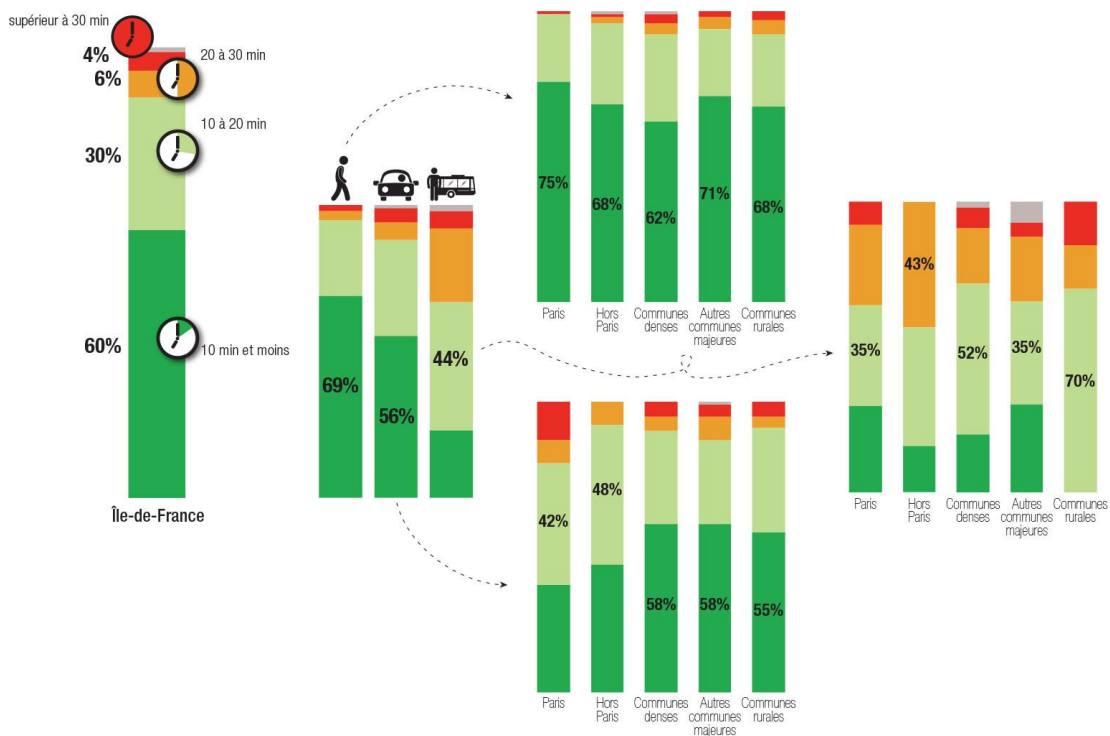 supérieur à 30 min
4%
20 à 30 min
6%
10 à 20 min
30%
60%
10 min et moins
Île-de-France
69%
56%
44%
75%
68%
62%
71%
68%
Paris
Hors
Paris
Communes
denses
Autres
communes
majeures
Communes
rurales
42%
48%
58%
58%
55%
Paris
Hors
Paris
Communes
denses
Autres
communes
majeures
Communes
rurales
35%
43%
52%
35%
70%
Paris
Hors
Paris
Communes
denses
Autres
communes
majeures
Communes
rurales